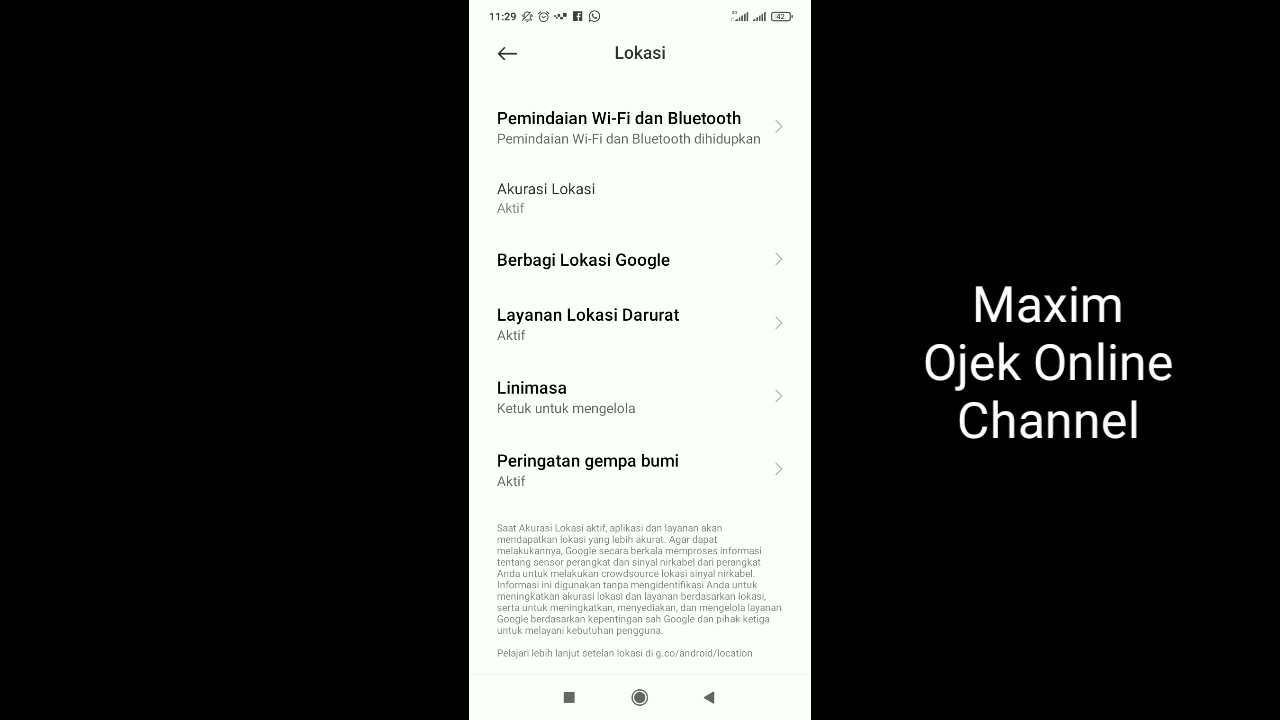 11:29
42
Lokasi
Pemindaian Wi-Fi dan Bluetooth
Pemindaian Wi-Fi dan Bluetooth dihidupkan
Akurasi Lokasi
Aktif
Berbagi Lokasi Google
Layanan Lokasi Darurat
Aktif
Linimasa
Ketuk untuk mengelola
Peringatan gempa bumi
Aktif
Saat Akurasi Lokasi aktif, aplikasi dan layanan akan
mendapatkan lokasi yang lebih akurat. Agar dapat
melakukannya, Google secara berkala memproses informasi
tentang sensor perangkat dan sinyal nirkabel dari perangkat
Anda untuk melakukan crowdsource lokasi sinyal nirkabel.
Informasi ini digunakan tanpa mengidentifikasi Anda untuk
meningkatkan akurasi lokasi dan layanan berdasarkan lokasi,
serta untuk meningkatkan, menyediakan, dan mengelola layanan
Google berdasarkan kepentingan sah Google dan pihak ketiga
untuk melayani kebutuhan pengguna.
Pelajari lebih lanjut setelan lokasi di g.co/android/location
Maxim
Ojek Online
Channel